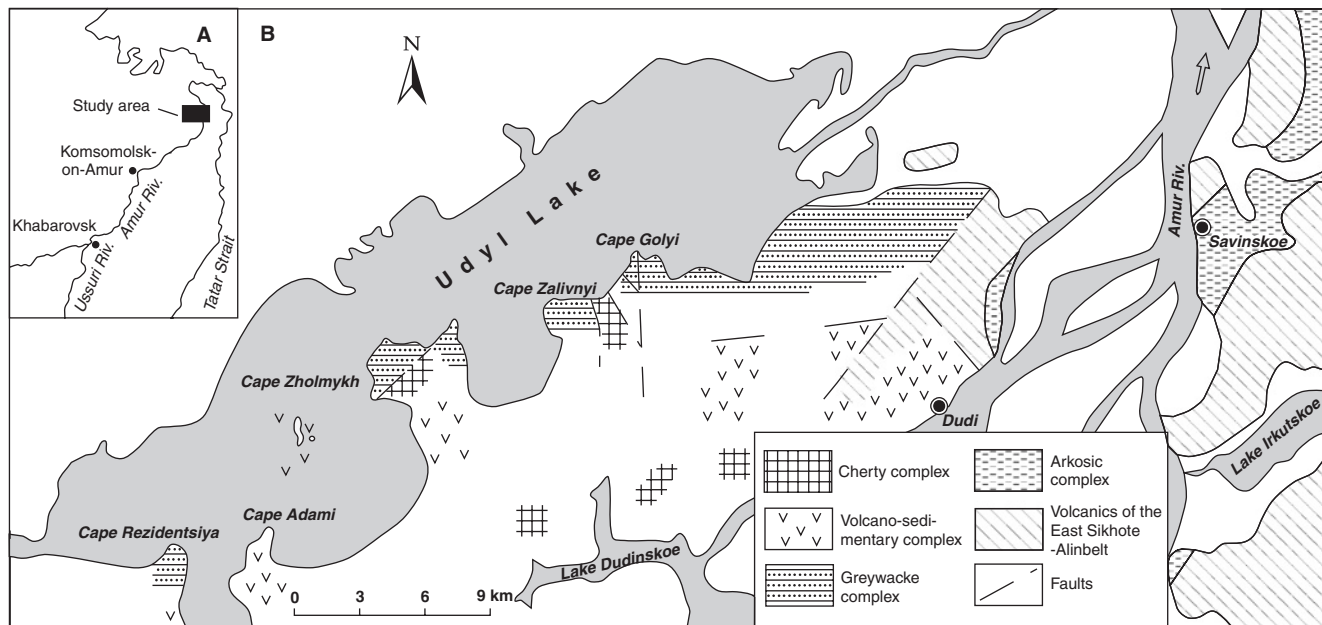 A
B
N
Study area
Komsomolsk-
on-Amur
Amur Riv.
Khabarovsk
Ussuri Riv.
Tatar Strait
Udyl Lake
Cape Golyi
Cape Zalivnyi
Cape Zholmykh
Cape Rezidentsiya
Cape Adami
Amur Riv.
Savinskoe
Dudi
Lake Irkutskoe
Lake Dudinskoe
0 3 6 9 km
Cherty complex
Volcano-sedi-
mentary complex
Greywacke
complex
Arkosic
complex
Volcanics of the
East Sikhote
-Alinbelt
Faults